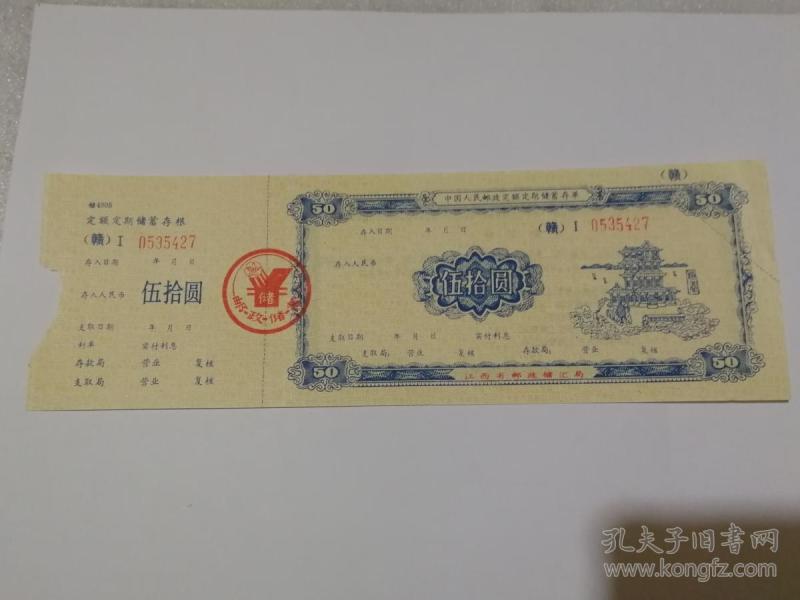 储4805
定额定期储蓄存根
(赣) I 0535427
存入日期 年 月 日
存入人民币 伍拾圆
支取日期 年 月 日
利率 实付利息
存款局 营业 复核
支取局 营业 复核
储
邮政储蓄
(赣)
50
中国人民邮政定额定期储蓄存单
50
存入日期 年 月 日
(赣) I 0535427
存入人民币
伍拾圆
支取日期 年 月 日 实付利息
支取局: 营业 复核 存款局: 营业 复核
50
江西省邮政储汇局
50
孔夫子旧书网
www.kongfz.com